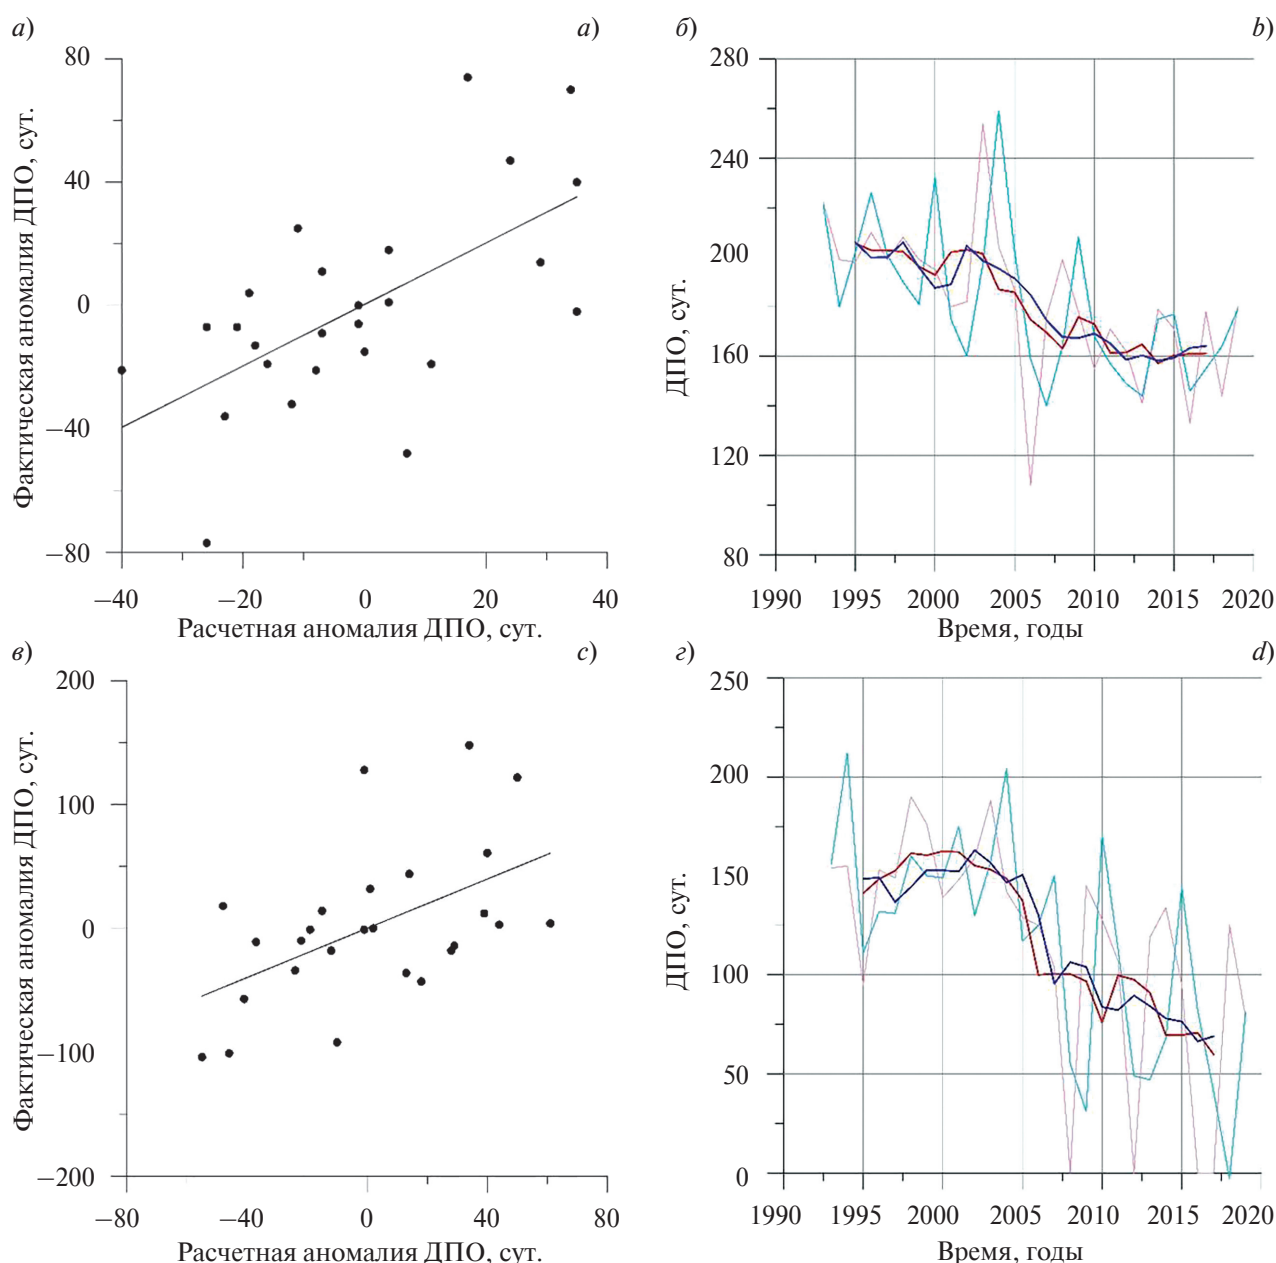 а) a)
80
40
0
−40
−80
−40 −20 0 20 40
Фактическая аномалия ДПО, сут.
Расчетная аномалия ДПО, сут.
б) b)
280
240
200
160
120
80
1990 1995 2000 2005 2010 2015 2020
ДПО, сут.
Время, годы
в) c)
200
100
0
−100
−200
−80 −40 0 40 80
Фактическая аномалия ДПО, сут.
Расчетная аномалия ДПО, сут.
г) d)
250
200
150
100
50
0
1990 1995 2000 2005 2010 2015 2020
ДПО, сут.
Время, годы